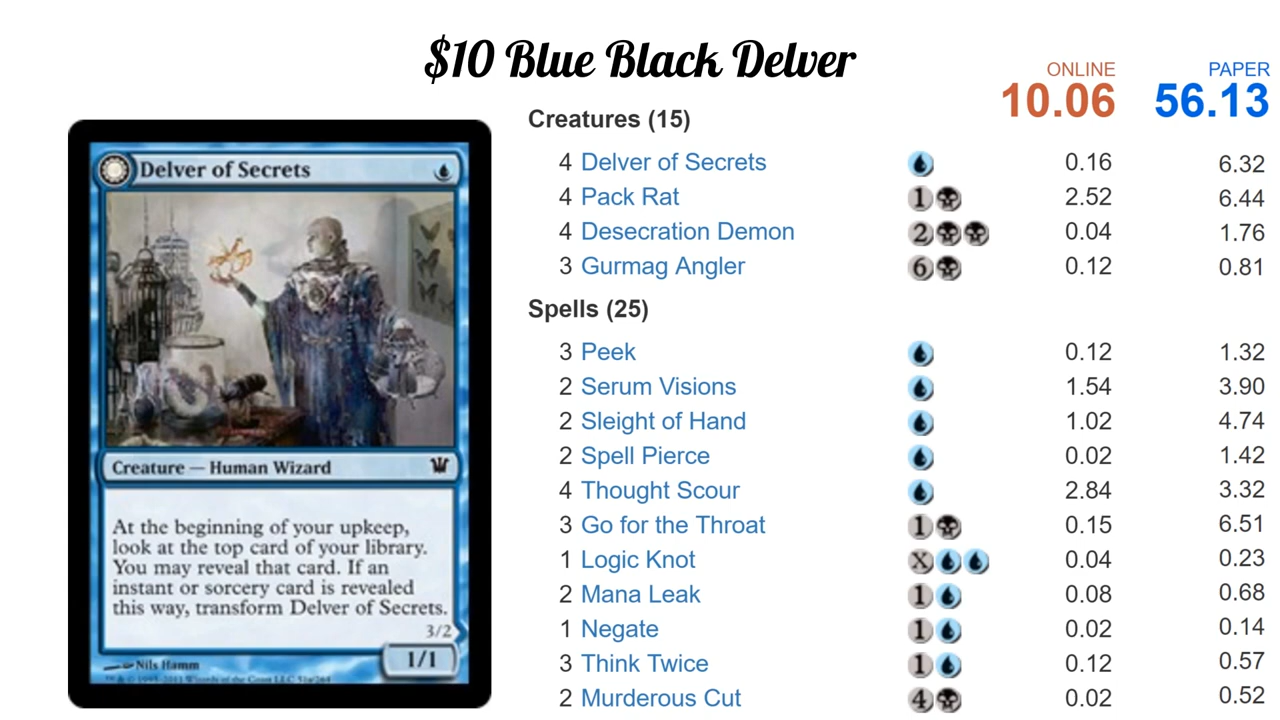 $10 Blue Black Delver
ONLINE PAPER
10.06 56.13
Delver of Secrets
Creature — Human Wizard
At the beginning of your upkeep,
look at the top card of your library.
You may reveal that card. If an
instant or sorcery card is revealed
this way, transform Delver of Secrets.
3/2
1/1
Nils Hamm
Creatures (15)
4 Delver of Secrets 0.16 6.32
4 Pack Rat 1 2.52 6.44
4 Desecration Demon 2 0.04 1.76
3 Gurmag Angler 6 0.12 0.81
Spells (25)
3 Peek 0.12 1.32
2 Serum Visions 1.54 3.90
2 Sleight of Hand 1.02 4.74
2 Spell Pierce 0.02 1.42
4 Thought Scour 2.84 3.32
3 Go for the Throat 1 0.15 6.51
1 Logic Knot X 0.04 0.23
2 Mana Leak 1 0.08 0.68
1 Negate 1 0.02 0.14
3 Think Twice 1 0.12 0.57
2 Murderous Cut 4 0.02 0.52